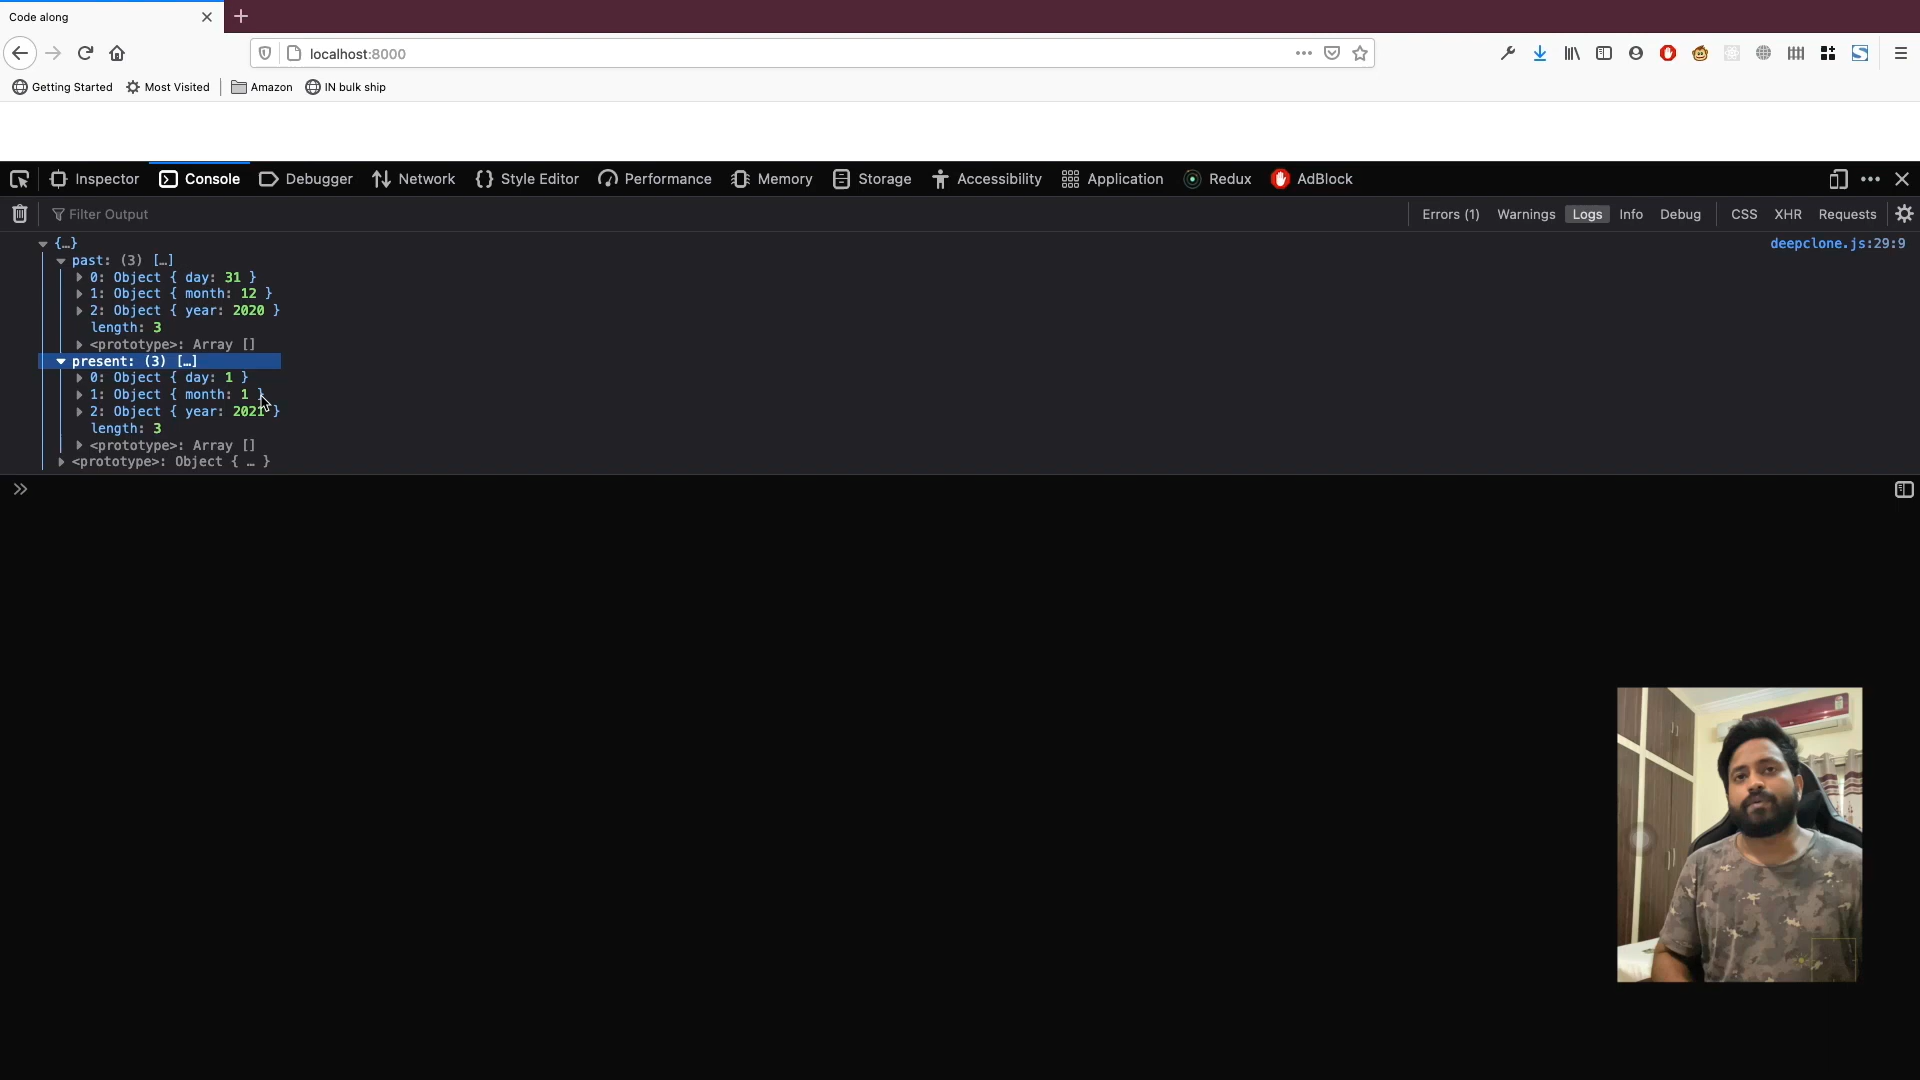 Code along
localhost:8000
Getting Started Most Visited Amazon IN bulk ship
Inspector Console Debugger Network Style Editor Performance Memory Storage Accessibility Application Redux AdBlock
Filter Output Errors (1) Warnings Logs Info Debug CSS XHR Requests
{…} deepclone.js:29:9
past: (3) […]
0: Object { day: 31 }
1: Object { month: 12 }
2: Object { year: 2020 }
length: 3
<prototype>: Array []
present: (3) […]
0: Object { day: 1 }
1: Object { month: 1 }
2: Object { year: 2021 }
length: 3
<prototype>: Array []
<prototype>: Object { … }